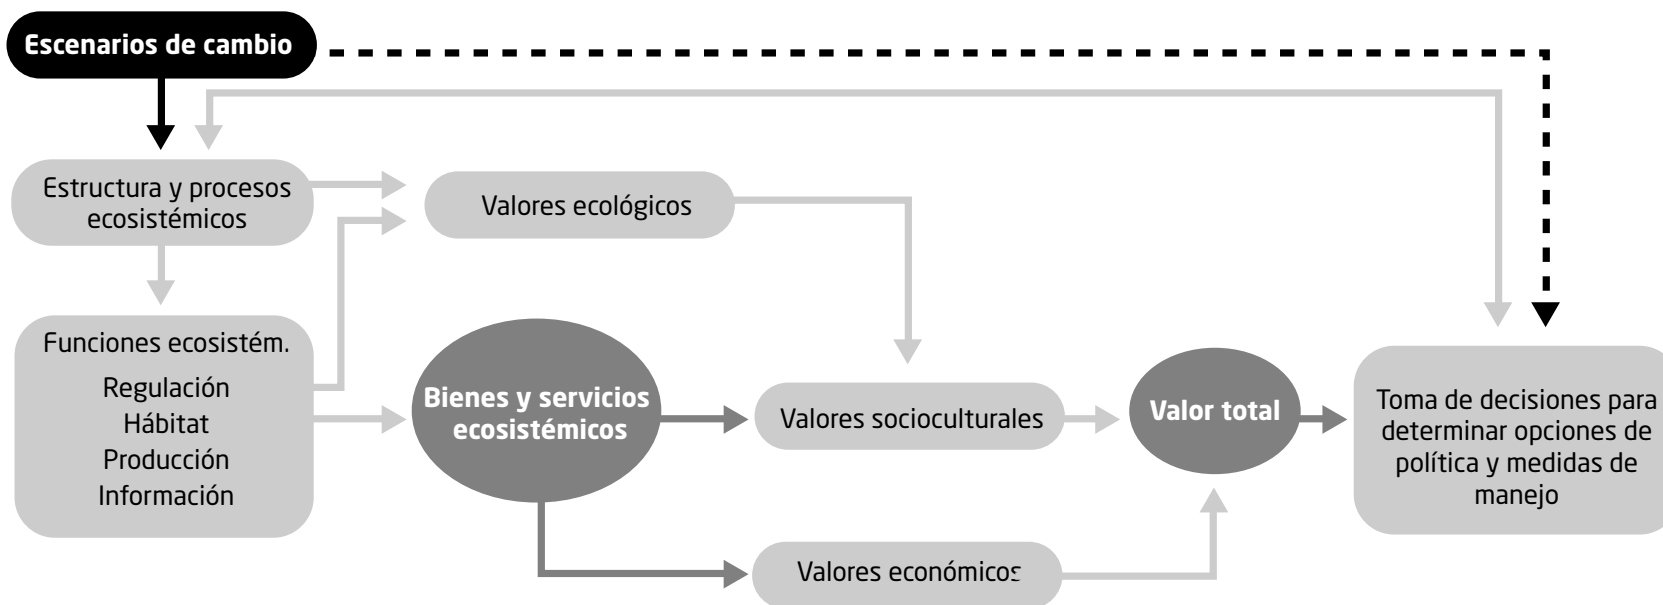 Escenarios de cambio
Estructura y procesos
ecosistémicos
Valores ecológicos
Funciones ecosistém.
Regulación
Hábitat
Producción
Información
Bienes y servicios
ecosistémicos
Valores socioculturales
Valor total
Toma de decisiones para
determinar opciones de
política y medidas de
manejo
Valores económicos